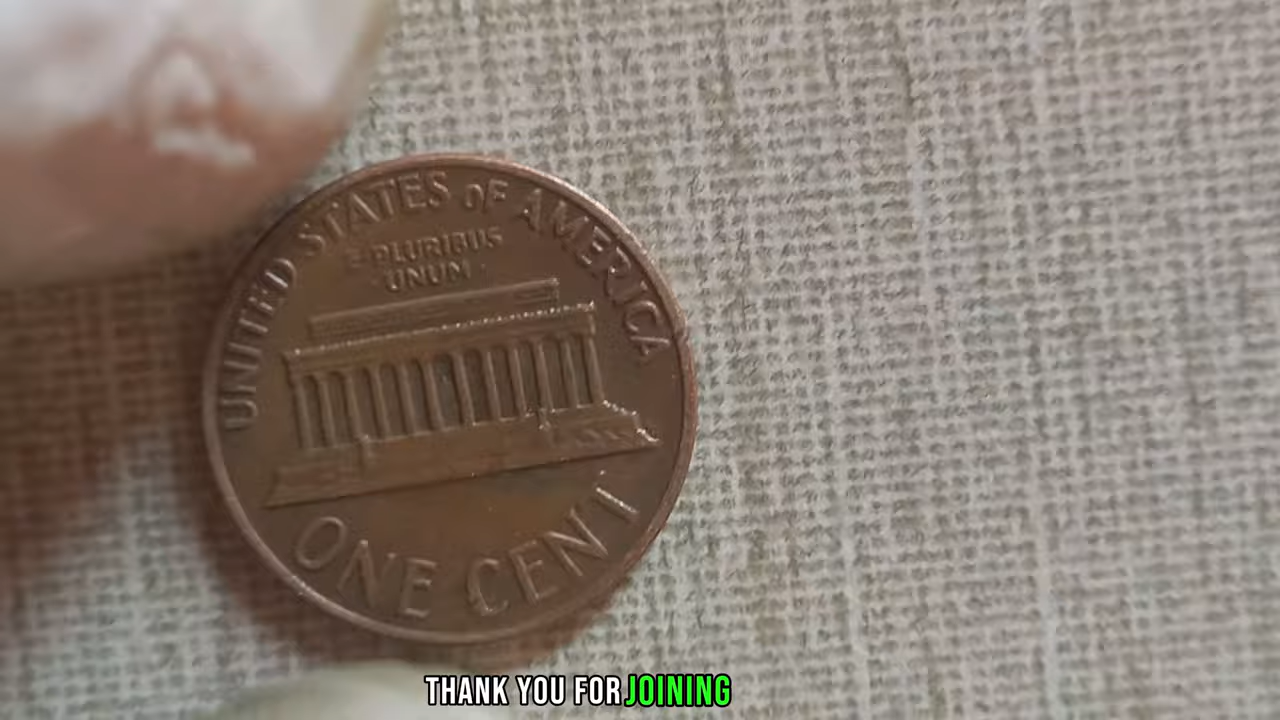 UNITED STATES OF AMERICA
E PLURIBUS
UNUM
ONE CENT
THANK YOU FOR JOINING